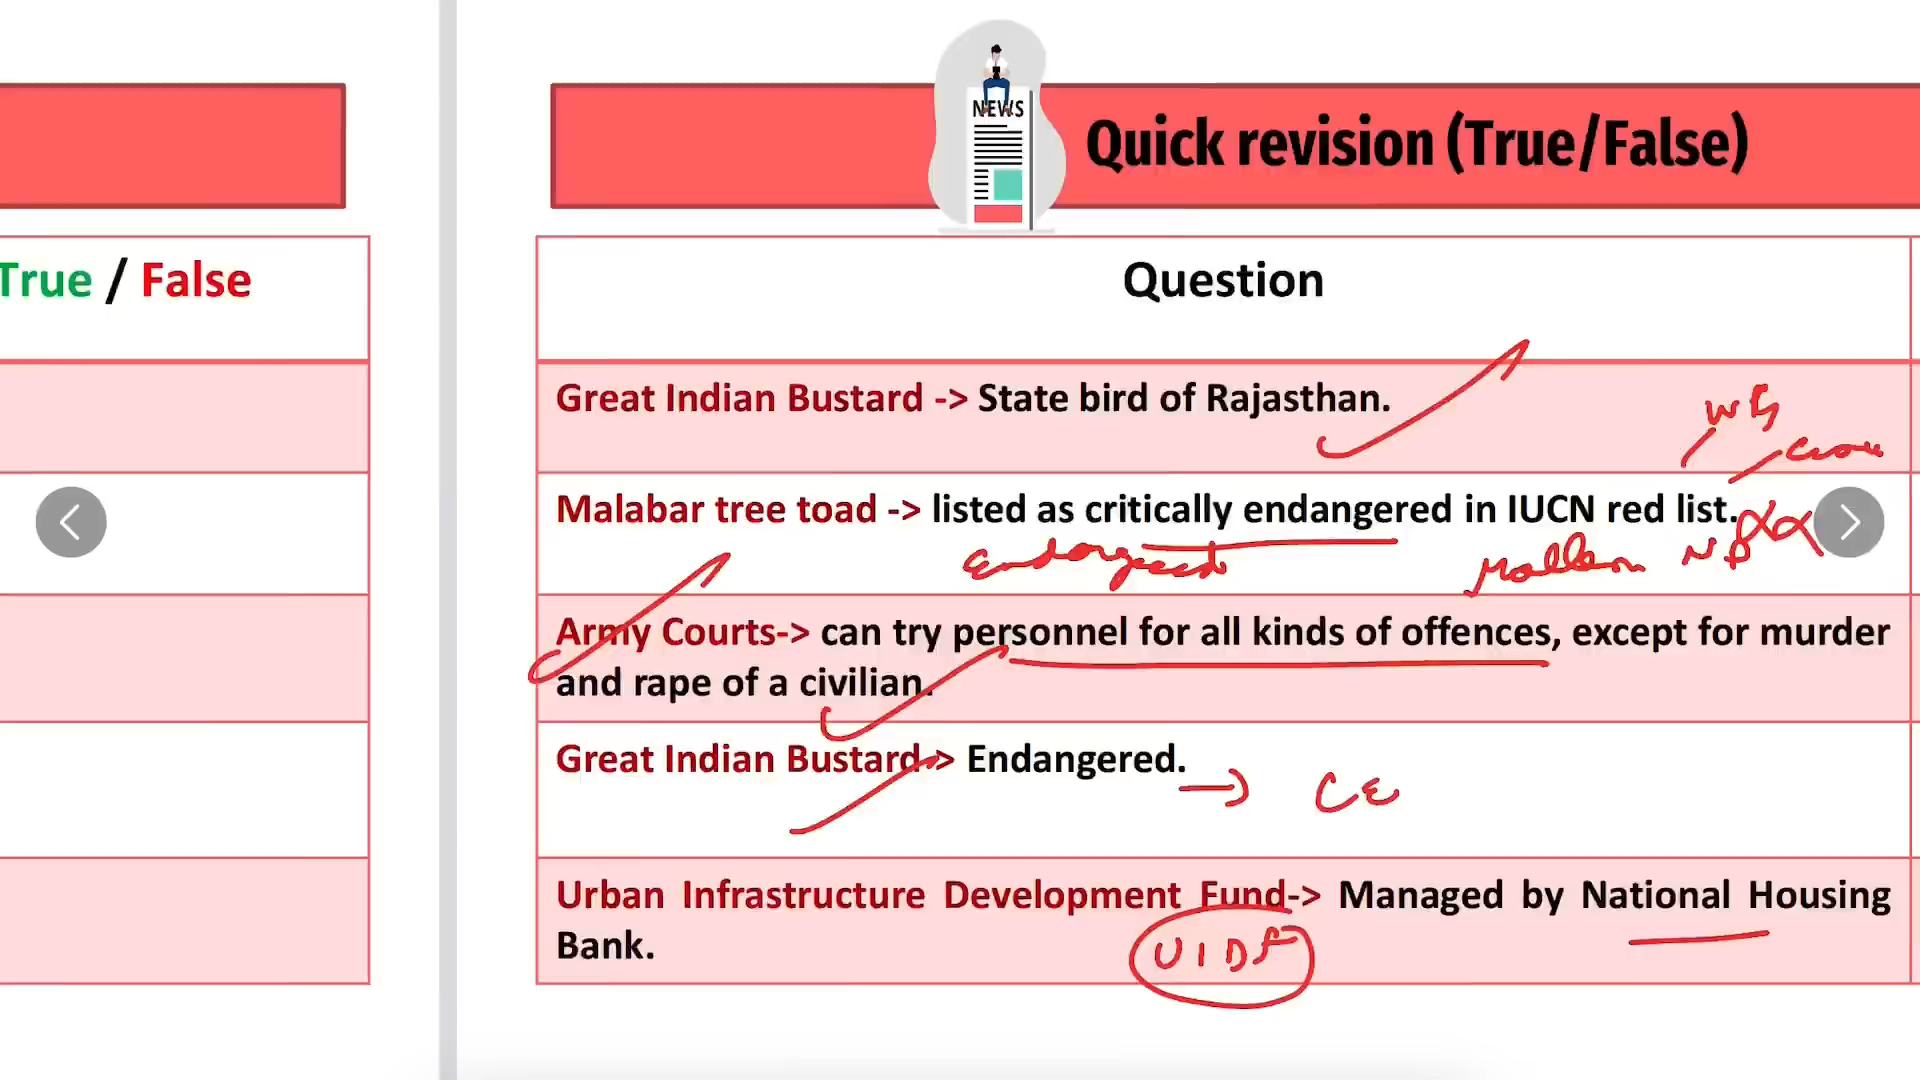 NEWS
Quick revision (True/False)
True / False
Question
Great Indian Bustard -> State bird of Rajasthan.
WB
Malabar tree toad -> listed as critically endangered in IUCN red list.
Endangered
Army Courts-> can try personnel for all kinds of offences, except for murder
and rape of a civilian.
Great Indian Bustard-> Endangered.
→ CE
Urban Infrastructure Development Fund-> Managed by National Housing
Bank.
UIDF